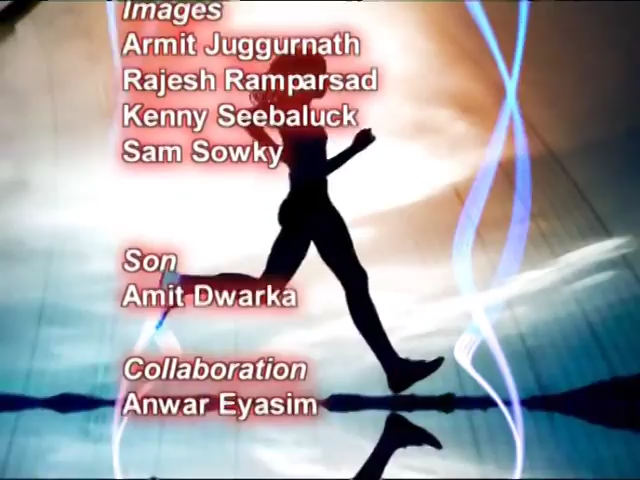 Images
Armit Juggurnath
Rajesh Ramparsad
Kenny Seebaluck
Sam Sowky
Son
Amit Dwarka
Collaboration
Anwar Eyasim